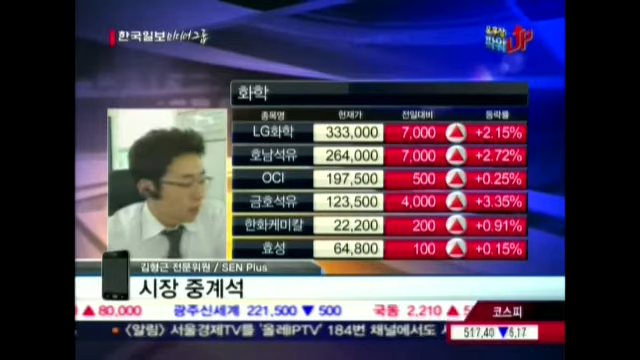 한국일보 미디어그룹
파워 UP
화학
종목명 현재가 전일대비 등락률
LG화학 333,000 7,000 ▲ +2.15%
호남석유 264,000 7,000 ▲ +2.72%
OCI 197,500 500 ▲ +0.25%
금호석유 123,500 4,000 ▲ +3.35%
한화케미칼 22,200 200 ▲ +0.91%
효성 64,800 100 ▲ +0.15%
김형근 전문위원 / SEN Plus
시장 중계석
▲ 80,000 광주신세계 221,500 ▼ 500 국동 2,210 ▲ 5
코스피
517,40 ▼ 6,17
<알림> 서울경제TV를 '올레IPTV' 184번 채널에서도 시